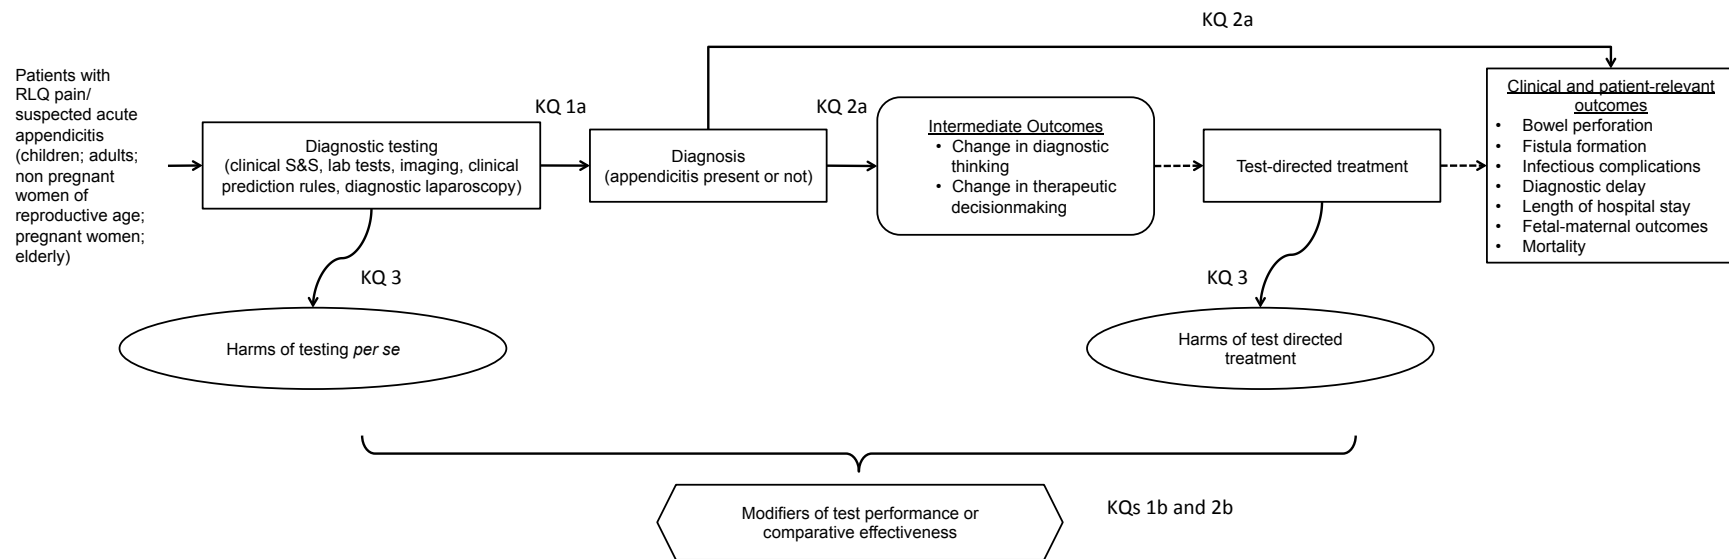 KQ 2a
Patients with
RLQ pain/
suspected acute
appendicitis
(children; adults;
non pregnant
women of
reproductive age;
pregnant women;
elderly)
Diagnostic testing
(clinical S&S, lab tests, imaging, clinical
prediction rules, diagnostic laparoscopy)
KQ 1a
Diagnosis
(appendicitis present or not)
KQ 2a
Intermediate Outcomes
• Change in diagnostic
thinking
• Change in therapeutic
decisionmaking
Test-directed treatment
Clinical and patient-relevant
outcomes
• Bowel perforation
• Fistula formation
• Infectious complications
• Diagnostic delay
• Length of hospital stay
• Fetal-maternal outcomes
• Mortality
KQ 3
Harms of testing per se
KQ 3
Harms of test directed
treatment
Modifiers of test performance or
comparative effectiveness
KQs 1b and 2b